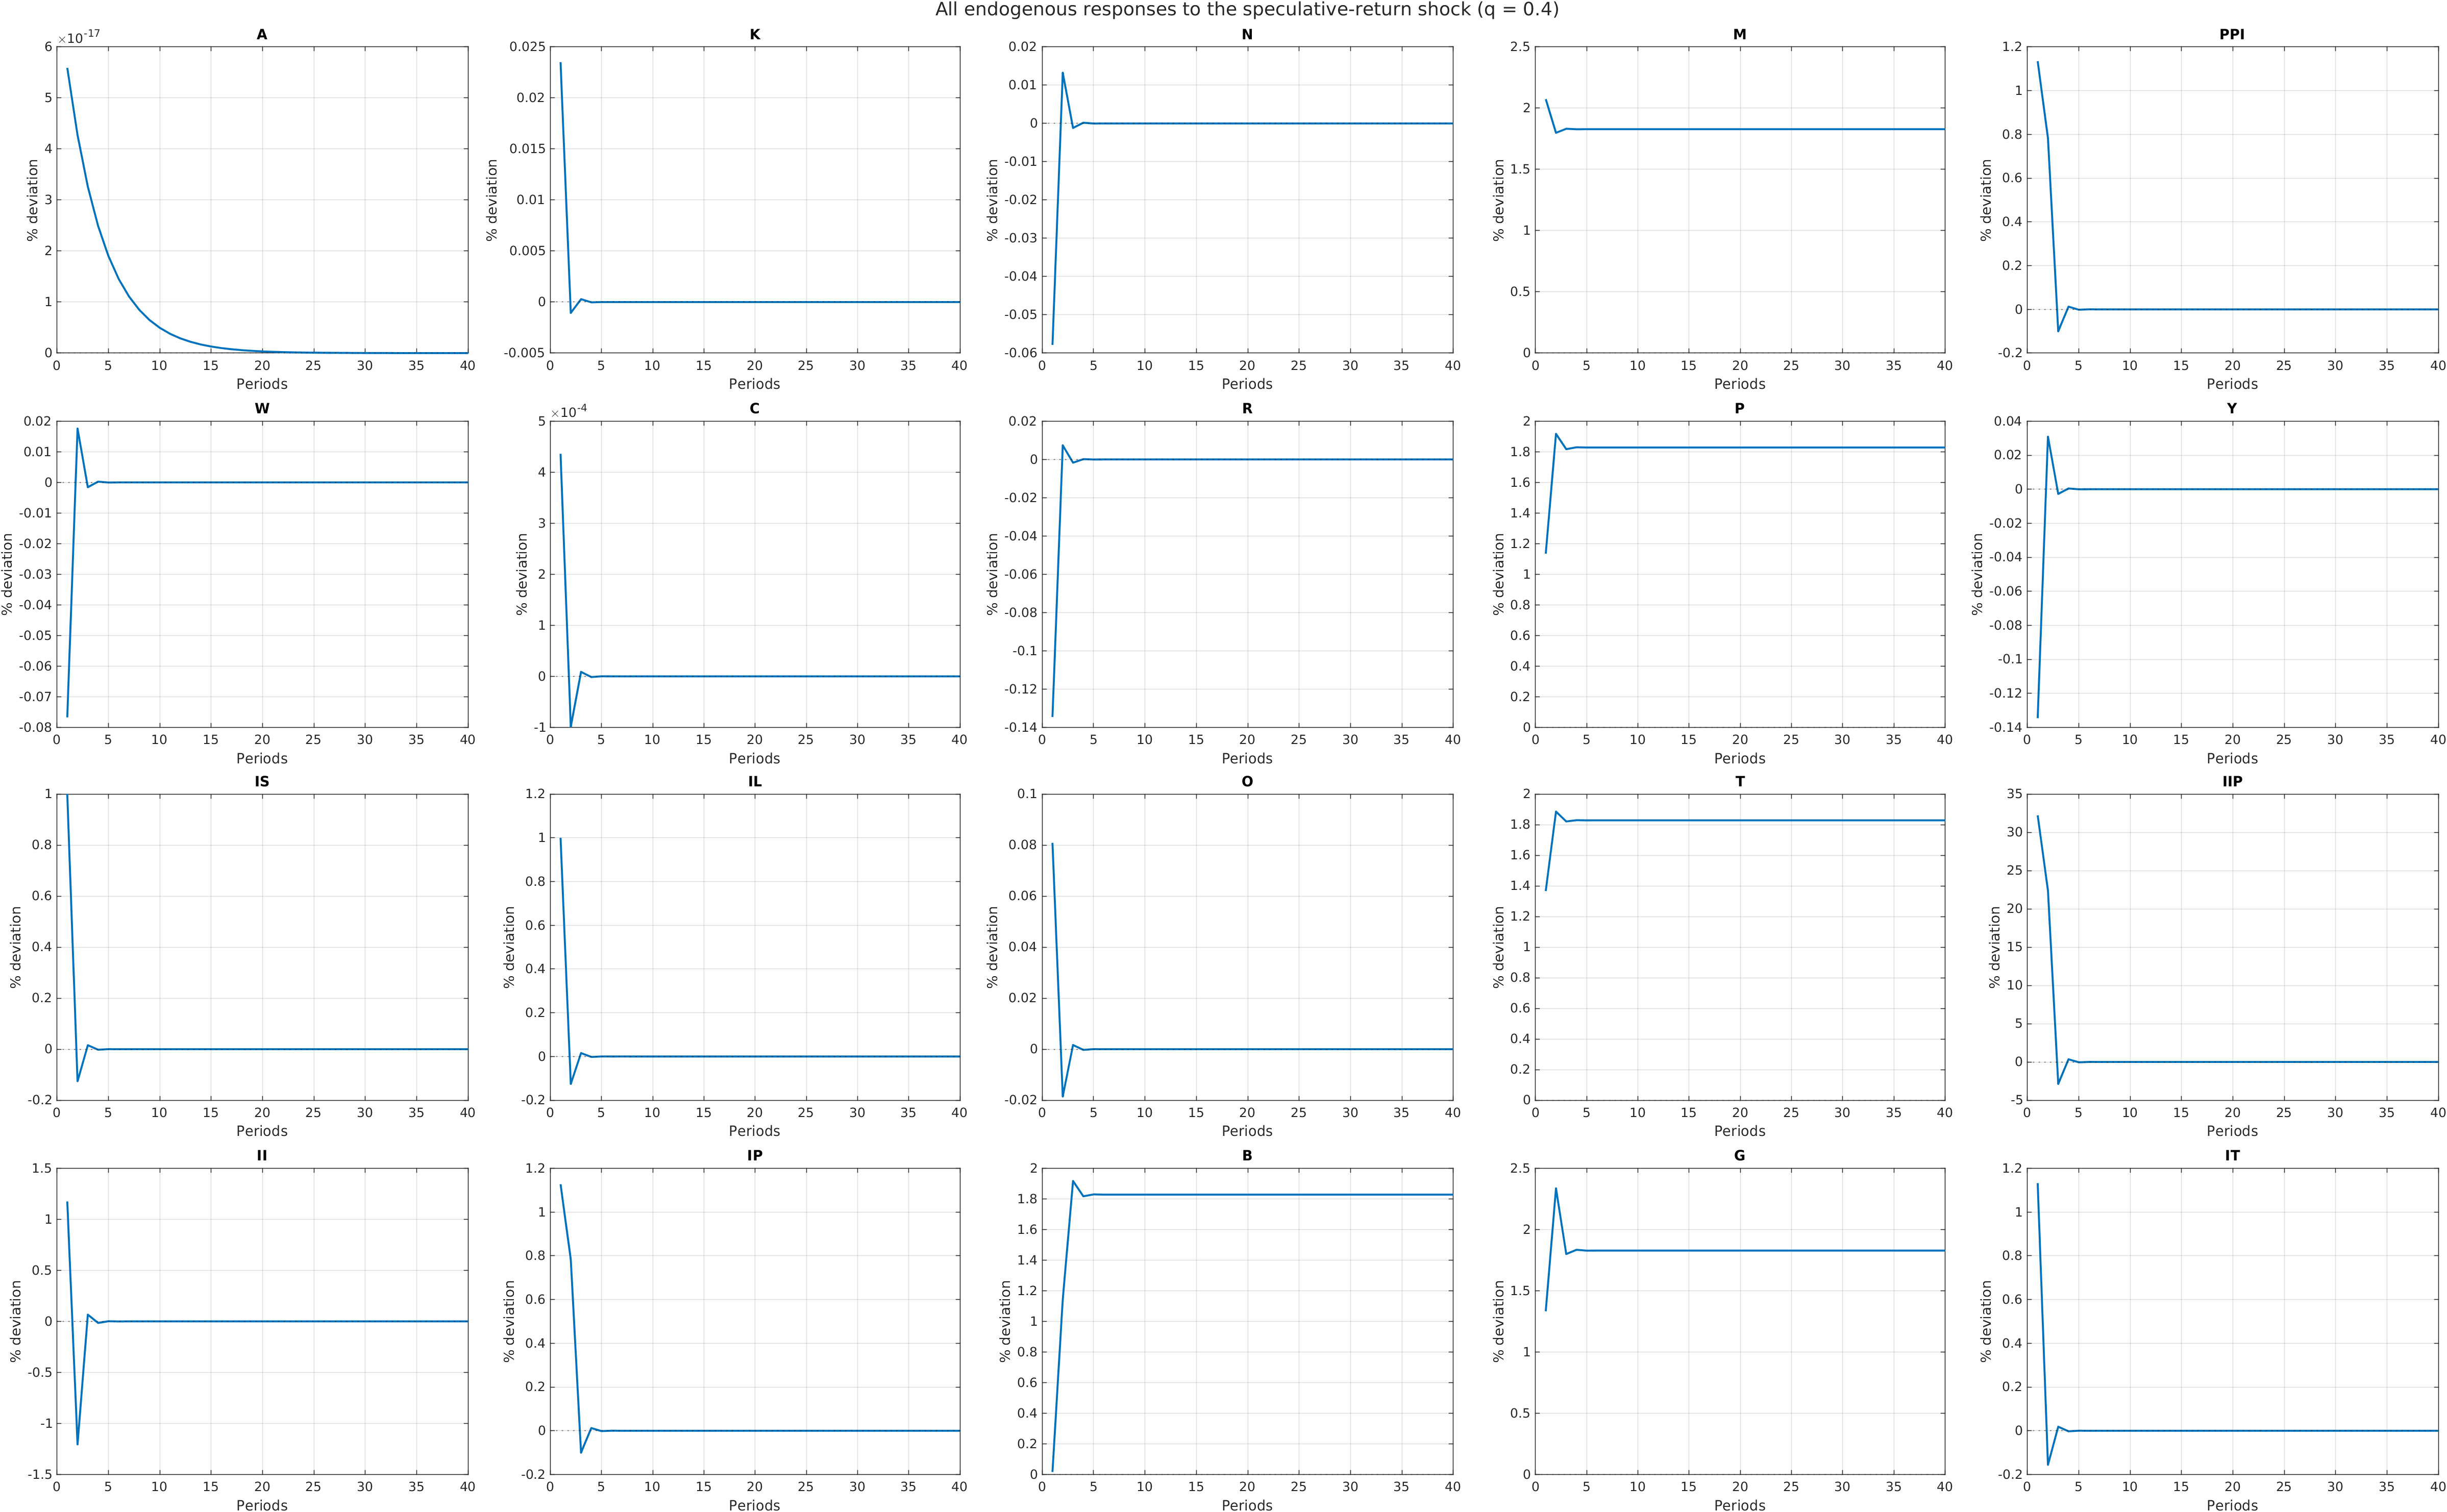 All endogenous responses to the speculative-return shock (q = 0.4)
A K N M PPI
×10-17
6 5 4 3 2 1 0
0.025 0.02 0.015 0.01 0.005 0 -0.005
0.02 0.01 0 -0.01 -0.02 -0.03 -0.04 -0.05 -0.06
2.5 2 1.5 1 0.5 0
1.2 1 0.8 0.6 0.4 0.2 0 -0.2
% deviation % deviation % deviation % deviation % deviation
0 5 10 15 20 25 30 35 40 0 5 10 15 20 25 30 35 40 0 5 10 15 20 25 30 35 40 0 5 10 15 20 25 30 35 40 0 5 10 15 20 25 30 35 40
Periods Periods Periods Periods Periods
W C R P Y
0.02 0.01 0 -0.01 -0.02 -0.03 -0.04 -0.05 -0.06 -0.07 -0.08
×10-4
5 4 3 2 1 0 -1
0.02 0 -0.02 -0.04 -0.06 -0.08 -0.1 -0.12 -0.14
2 1.8 1.6 1.4 1.2 1 0.8 0.6 0.4 0.2 0
0.04 0.02 0 -0.02 -0.04 -0.06 -0.08 -0.1 -0.12 -0.14
% deviation % deviation % deviation % deviation % deviation
0 5 10 15 20 25 30 35 40 0 5 10 15 20 25 30 35 40 0 5 10 15 20 25 30 35 40 0 5 10 15 20 25 30 35 40 0 5 10 15 20 25 30 35 40
Periods Periods Periods Periods Periods
IS IL O T IIP
1 0.8 0.6 0.4 0.2 0 -0.2
1.2 1 0.8 0.6 0.4 0.2 0 -0.2
0.1 0.08 0.06 0.04 0.02 0 -0.02
2 1.8 1.6 1.4 1.2 1 0.8 0.6 0.4 0.2 0
35 30 25 20 15 10 5 0 -5
% deviation % deviation % deviation % deviation % deviation
0 5 10 15 20 25 30 35 40 0 5 10 15 20 25 30 35 40 0 5 10 15 20 25 30 35 40 0 5 10 15 20 25 30 35 40 0 5 10 15 20 25 30 35 40
Periods Periods Periods Periods Periods
II IP B G IT
1.5 1 0.5 0 -0.5 -1 -1.5
1.2 1 0.8 0.6 0.4 0.2 0 -0.2
2 1.8 1.6 1.4 1.2 1 0.8 0.6 0.4 0.2 0
2.5 2 1.5 1 0.5 0
1.2 1 0.8 0.6 0.4 0.2 0 -0.2
% deviation % deviation % deviation % deviation % deviation
0 5 10 15 20 25 30 35 40 0 5 10 15 20 25 30 35 40 0 5 10 15 20 25 30 35 40 0 5 10 15 20 25 30 35 40 0 5 10 15 20 25 30 35 40
Periods Periods Periods Periods Periods